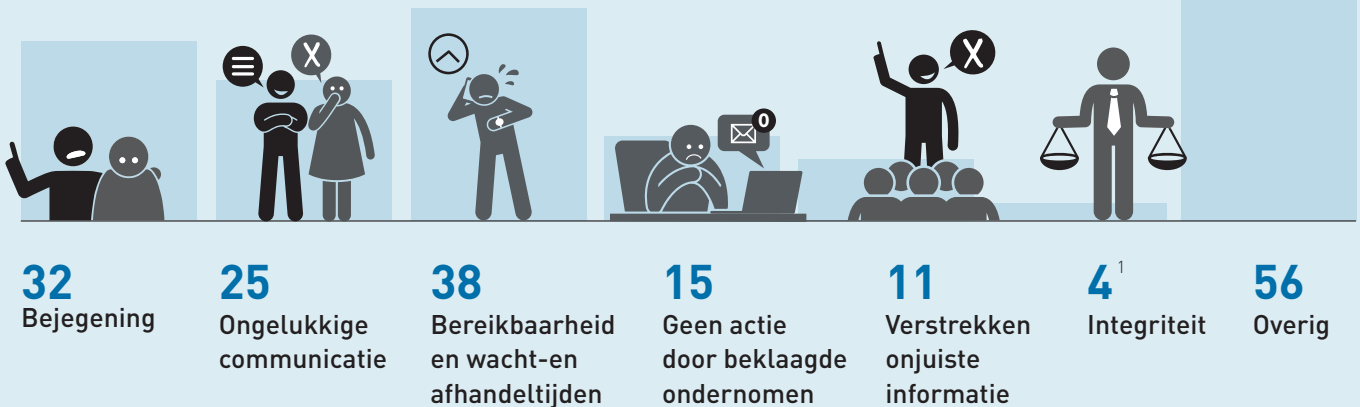 X
X
0
32
Bejegening
25
Ongelukkige
communicatie
38
Bereikbaarheid
en wacht-en
afhandeltijden
15
Geen actie
door beklaagde
ondernomen
11
Verstrekken
onjuiste
informatie
4 1
Integriteit
56
Overig